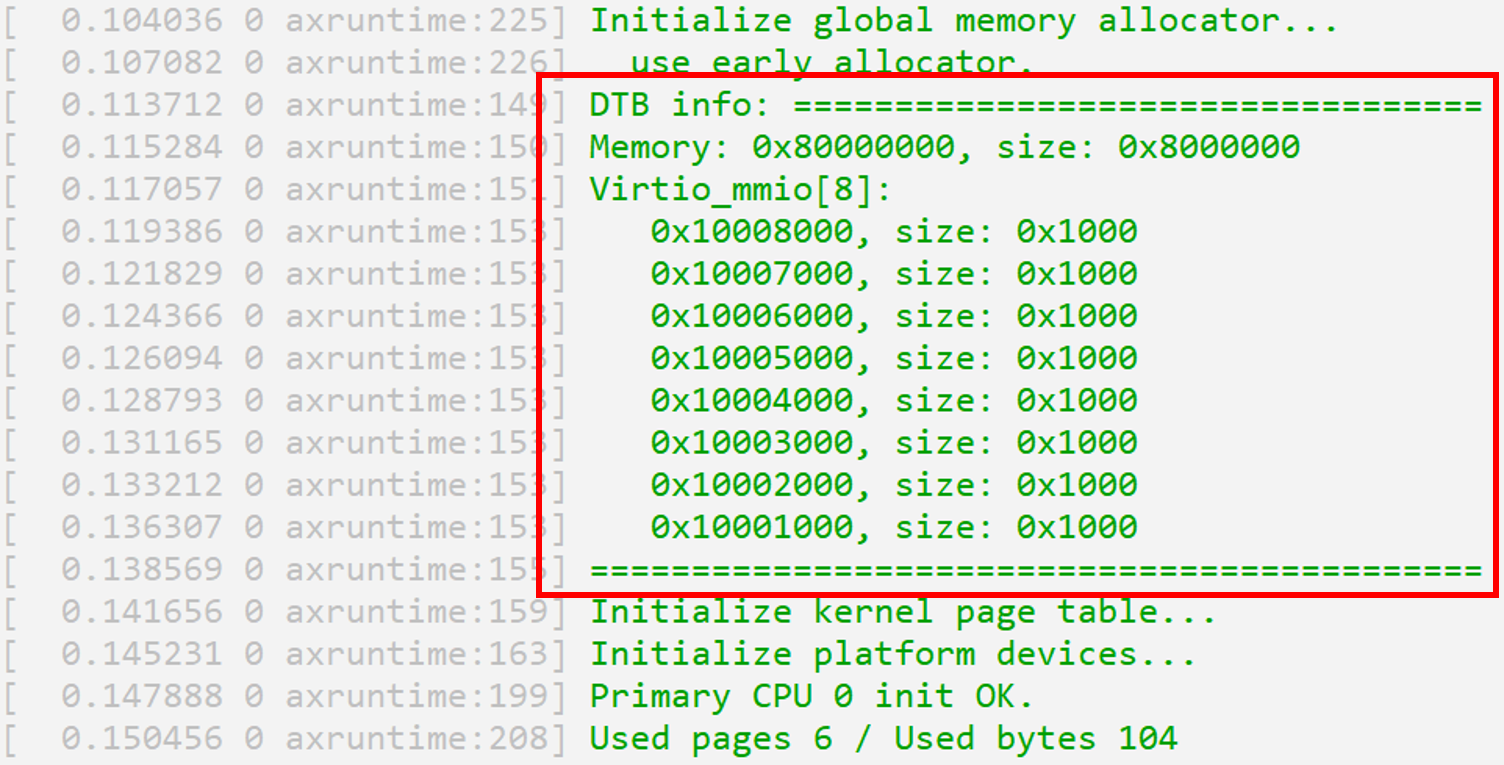 [  0.104036 0 axruntime:225] Initialize global memory allocator...
[  0.107082 0 axruntime:226]   use early allocator.
[  0.113712 0 axruntime:149] DTB info: ==================================
[  0.115284 0 axruntime:150] Memory: 0x80000000, size: 0x8000000
[  0.117057 0 axruntime:151] Virtio_mmio[8]:
[  0.119386 0 axruntime:153]    0x10008000, size: 0x1000
[  0.121829 0 axruntime:153]    0x10007000, size: 0x1000
[  0.124366 0 axruntime:153]    0x10006000, size: 0x1000
[  0.126094 0 axruntime:153]    0x10005000, size: 0x1000
[  0.128793 0 axruntime:153]    0x10004000, size: 0x1000
[  0.131165 0 axruntime:153]    0x10003000, size: 0x1000
[  0.133212 0 axruntime:153]    0x10002000, size: 0x1000
[  0.136307 0 axruntime:153]    0x10001000, size: 0x1000
[  0.138569 0 axruntime:155] ============================================
[  0.141656 0 axruntime:159] Initialize kernel page table...
[  0.145231 0 axruntime:163] Initialize platform devices...
[  0.147888 0 axruntime:199] Primary CPU 0 init OK.
[  0.150456 0 axruntime:208] Used pages 6 / Used bytes 104